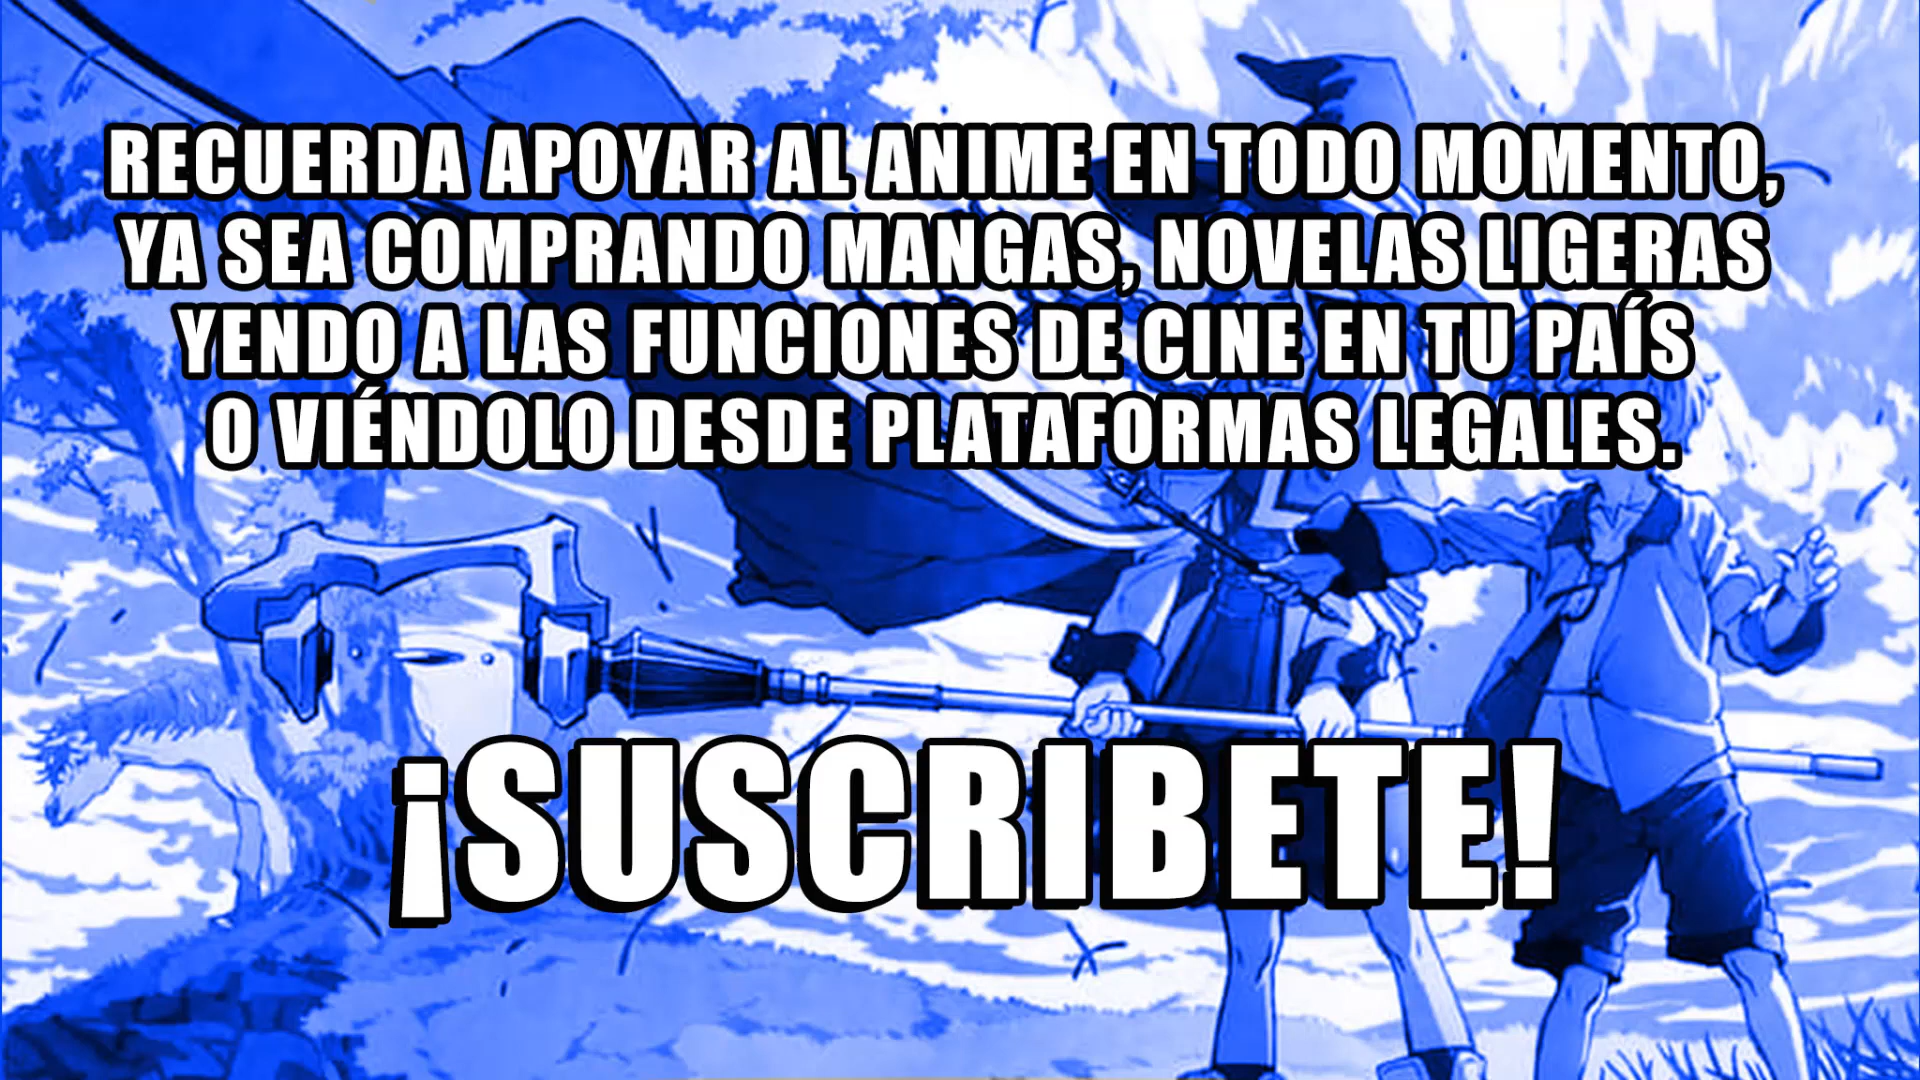 RECUERDA APOYAR AL ANIME EN TODO MOMENTO,
YA SEA COMPRANDO MANGAS, NOVELAS LIGERAS
YENDO A LAS FUNCIONES DE CINE EN TU PAÍS
O VIÉNDOLO DESDE PLATAFORMAS LEGALES.
¡SUSCRIBETE!